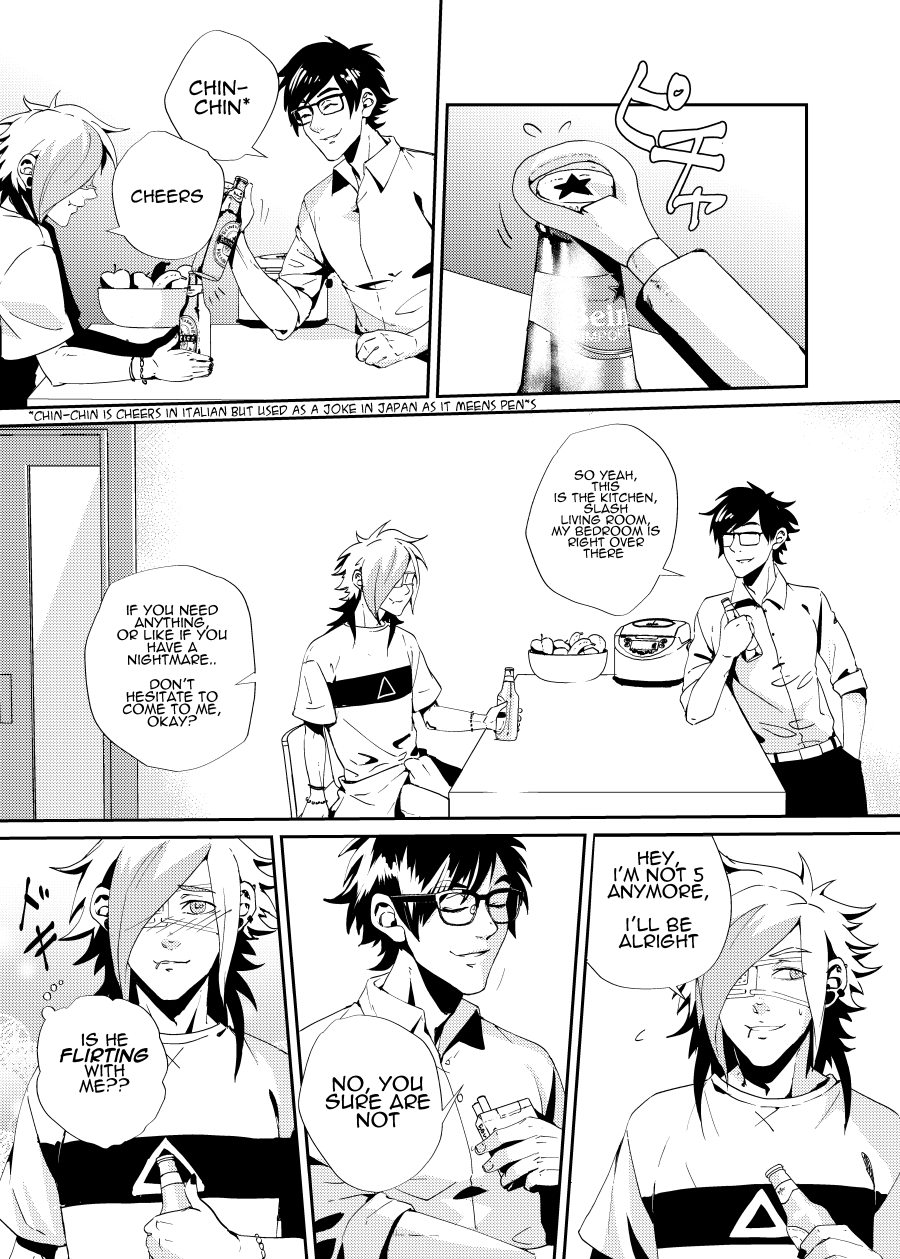 ピチャ
CHIN-
CHIN*
CHEERS
*CHIN-CHIN IS CHEERS IN ITALIAN BUT USED AS A JOKE IN JAPAN AS IT MEENS PEN*S
SO YEAH,
THIS
IS THE KITCHEN,
SLASH
LIVING ROOM,
MY BEDROOM IS
RIGHT OVER
THERE
IF YOU NEED
ANYTHING,
OR LIKE IF YOU
HAVE A
NIGHTMARE..
DON'T
HESITATE TO
COME TO ME,
OKAY?
HEY,
I'M NOT 5
ANYMORE,
I'LL BE
ALRIGHT
NO, YOU
SURE ARE
NOT
ドキ
IS HE
FLIRTING
WITH
ME??